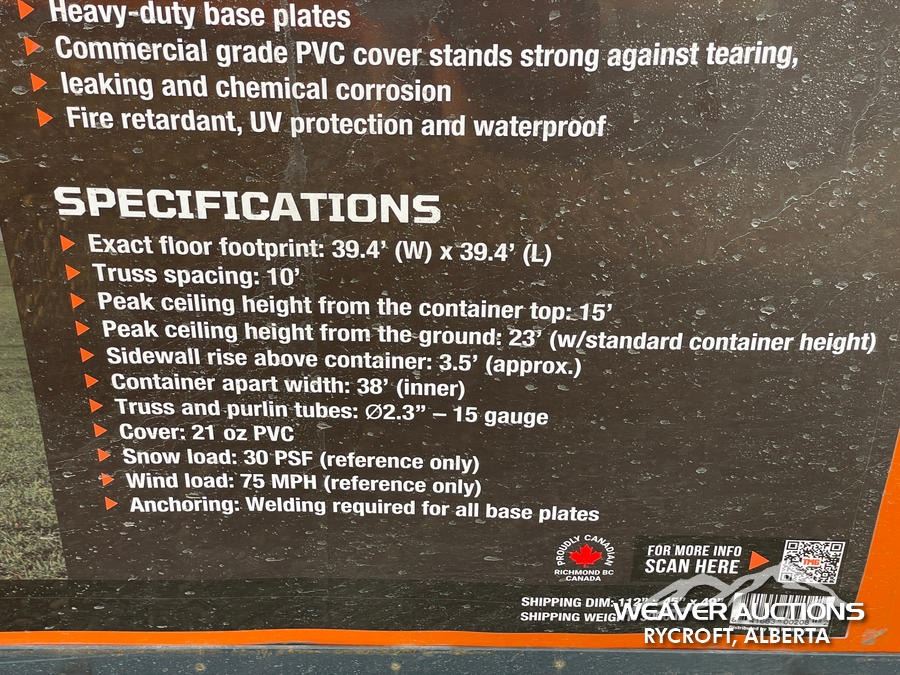 Heavy-duty base plates
Commercial grade PVC cover stands strong against tearing,
leaking and chemical corrosion
Fire retardant, UV protection and waterproof
SPECIFICATIONS
Exact floor footprint: 39.4’ (W) x 39.4’ (L)
Truss spacing: 10’
Peak ceiling height from the container top: 15’
Peak ceiling height from the ground: 23’ (w/standard container height)
Sidewall rise above container: 3.5’ (approx.)
Container apart width: 38’ (inner)
Truss and purlin tubes: Ø2.3” – 15 gauge
Cover: 21 oz PVC
Snow load: 30 PSF (reference only)
Wind load: 75 MPH (reference only)
Anchoring: Welding required for all base plates
PROUDLY CANADIAN
RICHMOND BC
CANADA
FOR MORE INFO
SCAN HERE
TMG
SHIPPING DIM:
SHIPPING
WEAVER AUCTIONS
RYCROFT, ALBERTA